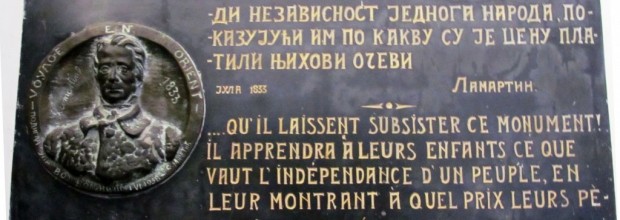 -ДИ НЕЗАВИСНОСТ ЈЕДНОГА НАРОДА, ПО-
КАЗУЈУЋИ ИМ ПО КАКВУ СУ ЈЕ ЦЕНУ ПЛА-
-ТИЛИ ЊИХОВИ ОЧЕВИ
ЈУЛА 1833 ЛАМАРТИН.
....QU'IL LAISSENT SUBSISTER CE MONUMENT!
IL APPRENDRA À LEURS ENFANTS CE QUE
VAUT L'INDÉPENDANCE D'UN PEUPLE, EN
LEUR MONTRANT À QUEL PRIX LEURS PÈ-
VOYAGE EN ORIENT
1833